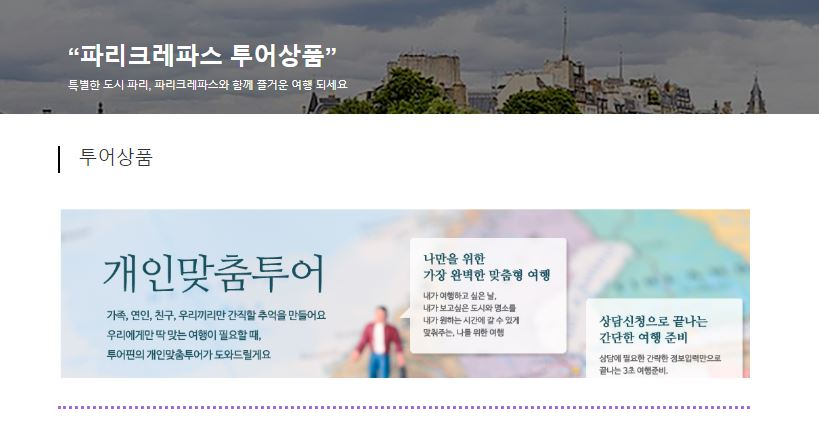 “파리크레파스 투어상품”
특별한 도시 파리, 파리크레파스와 함께 즐거운 여행 되세요
투어상품
개인맞춤투어
가족, 연인, 친구, 우리끼리만 간직할 추억을 만들어요
우리에게만 딱 맞는 여행이 필요할 때,
투어핀의 개인맞춤투어가 도와드릴게요
나만을 위한
가장 완벽한 맞춤형 여행
내가 여행하고 싶은 날,
내가 보고싶은 도시와 명소를
내가 원하는 시간에 갈 수 있게
맞춰주는, 나를 위한 여행
상담신청으로 끝나는
간단한 여행 준비
상담에 필요한 간략한 정보입력만으로
끝나는 3초 여행준비.